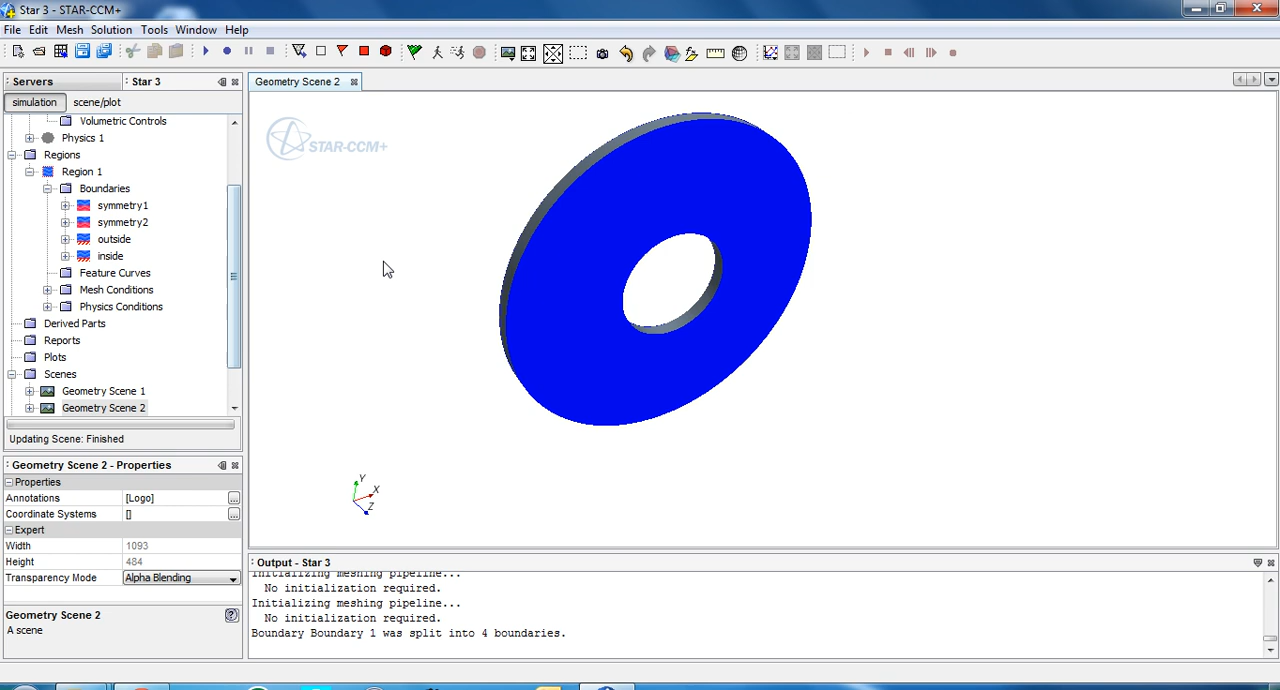 Star 3 - STAR-CCM+
File Edit Mesh Solution Tools Window Help
Servers
Star 3
Geometry Scene 2
simulation
scene/plot
Volumetric Controls
Physics 1
Regions
Region 1
Boundaries
symmetry1
symmetry2
outside
inside
Feature Curves
Mesh Conditions
Physics Conditions
Derived Parts
Reports
Plots
Scenes
Geometry Scene 1
Geometry Scene 2
Updating Scene: Finished
Geometry Scene 2 - Properties
Properties
Annotations [Logo]
Coordinate Systems []
Expert
Width 1093
Height 484
Transparency Mode Alpha Blending
Geometry Scene 2
A scene
STAR-CCM+
Y
X
Z
Output - Star 3
Initializing meshing pipeline...
No initialization required.
Initializing meshing pipeline...
No initialization required.
Boundary Boundary 1 was split into 4 boundaries.